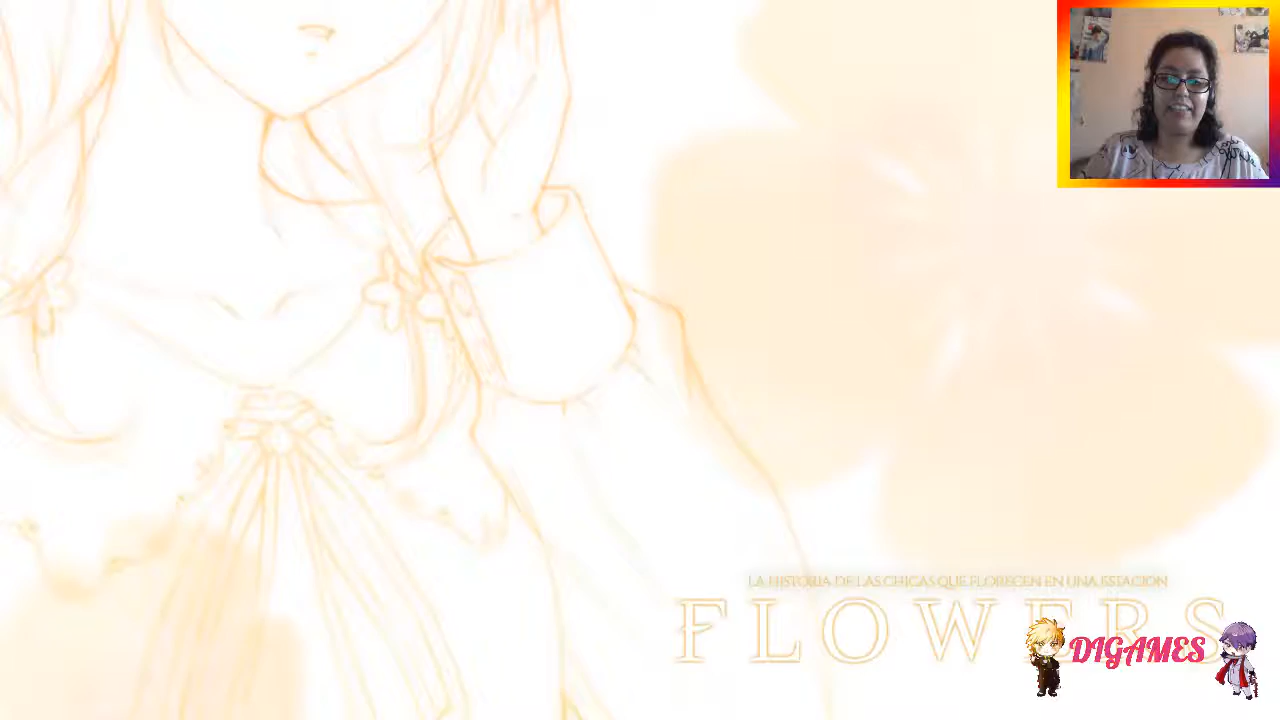 LA HISTORIA DE LAS CHICAS QUE FLORECEN EN UNA ESTACION
FLOWERS
DIGAMES